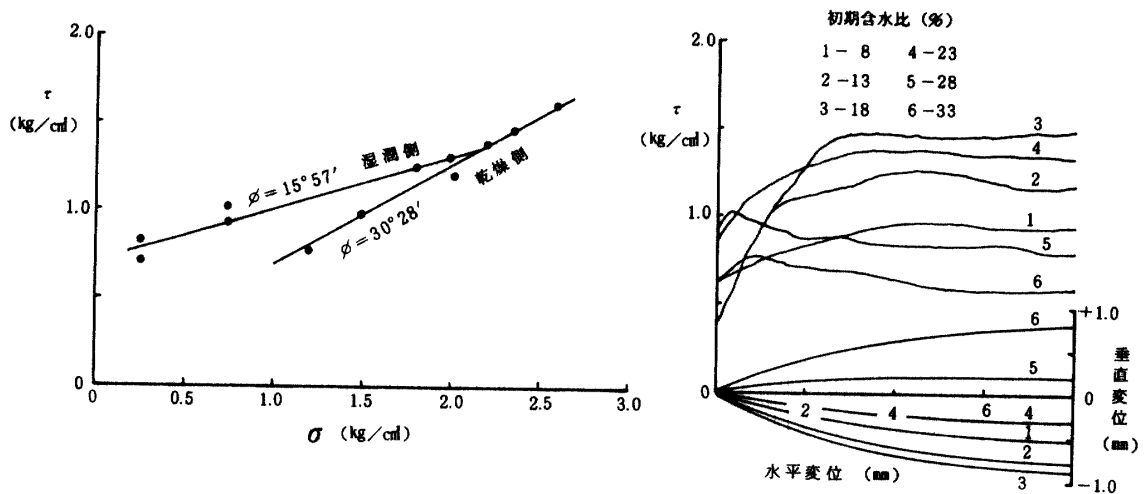 2.0
τ
(kg/c㎡)
1.0
0
φ=15°57′ 湿潤側
φ=30°28′
乾燥側
0 0.5 1.0 1.5 2.0 2.5 3.0
σ (kg/c㎡)
初期含水比 (%)
1- 8 4-23
2-13 5-28
3-18 6-33
2.0
τ
(kg/c㎡)
1.0
0
3
4
2
1
5
6
6
5
4
1
2
3
2 4 6
水平変位 (mm)
+1.0
0
-1.0
垂直変位
(mm)